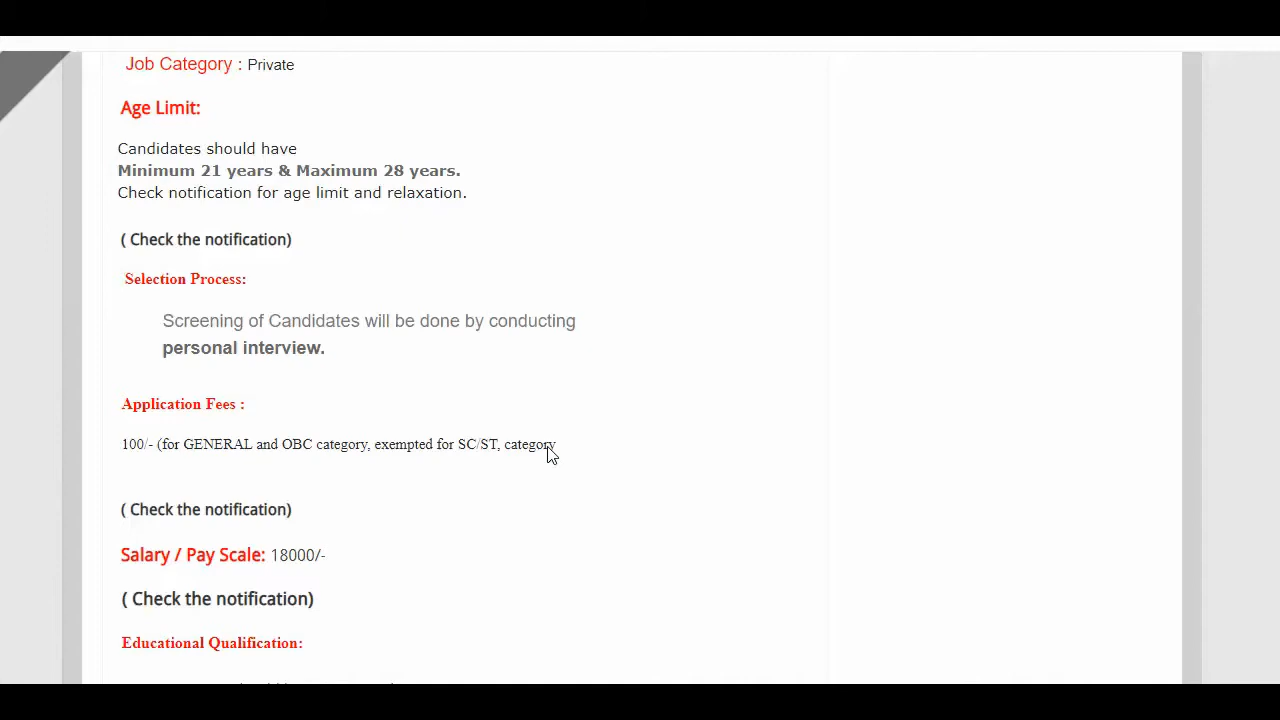 Job Category : Private
Age Limit:
Candidates should have
Minimum 21 years & Maximum 28 years.
Check notification for age limit and relaxation.
( Check the notification)
Selection Process:
Screening of Candidates will be done by conducting
personal interview.
Application Fees :
100/- (for GENERAL and OBC category, exempted for SC/ST, category
( Check the notification)
Salary / Pay Scale: 18000/-
( Check the notification)
Educational Qualification: